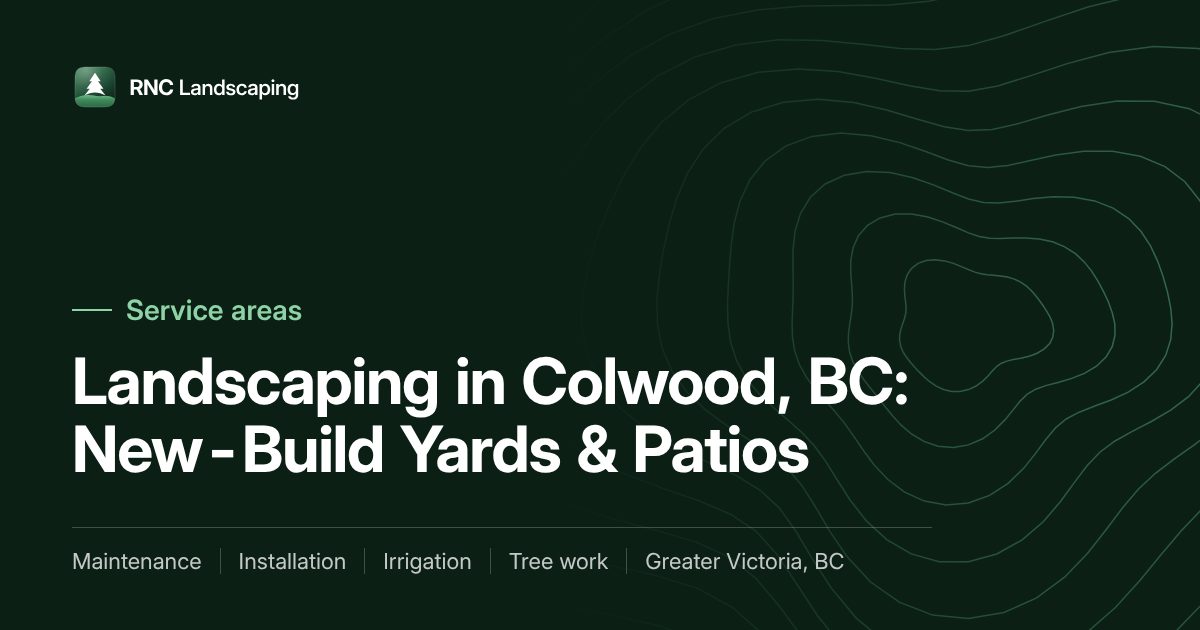 RNC Landscaping
Service areas
Landscaping in Colwood, BC:
New-Build Yards & Patios
Maintenance | Installation | Irrigation | Tree work | Greater Victoria, BC